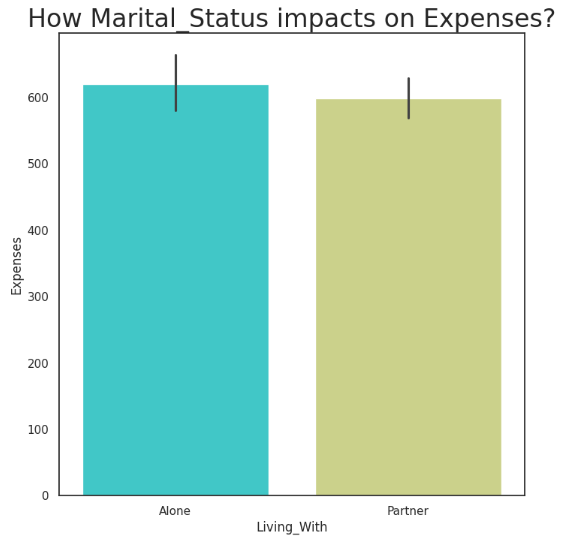 How Marital_Status impacts on Expenses?
600
500
400
300
200
100
0
Expenses
Alone
Partner
Living_With